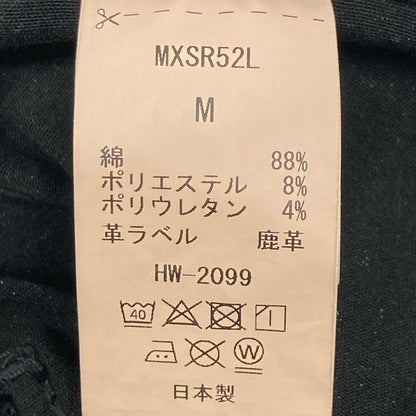 MXSR52L
M
綿 88%
ポリエステル 8%
ポリウレタン 4%
革ラベル 鹿革
HW-2099
40
W
日本製